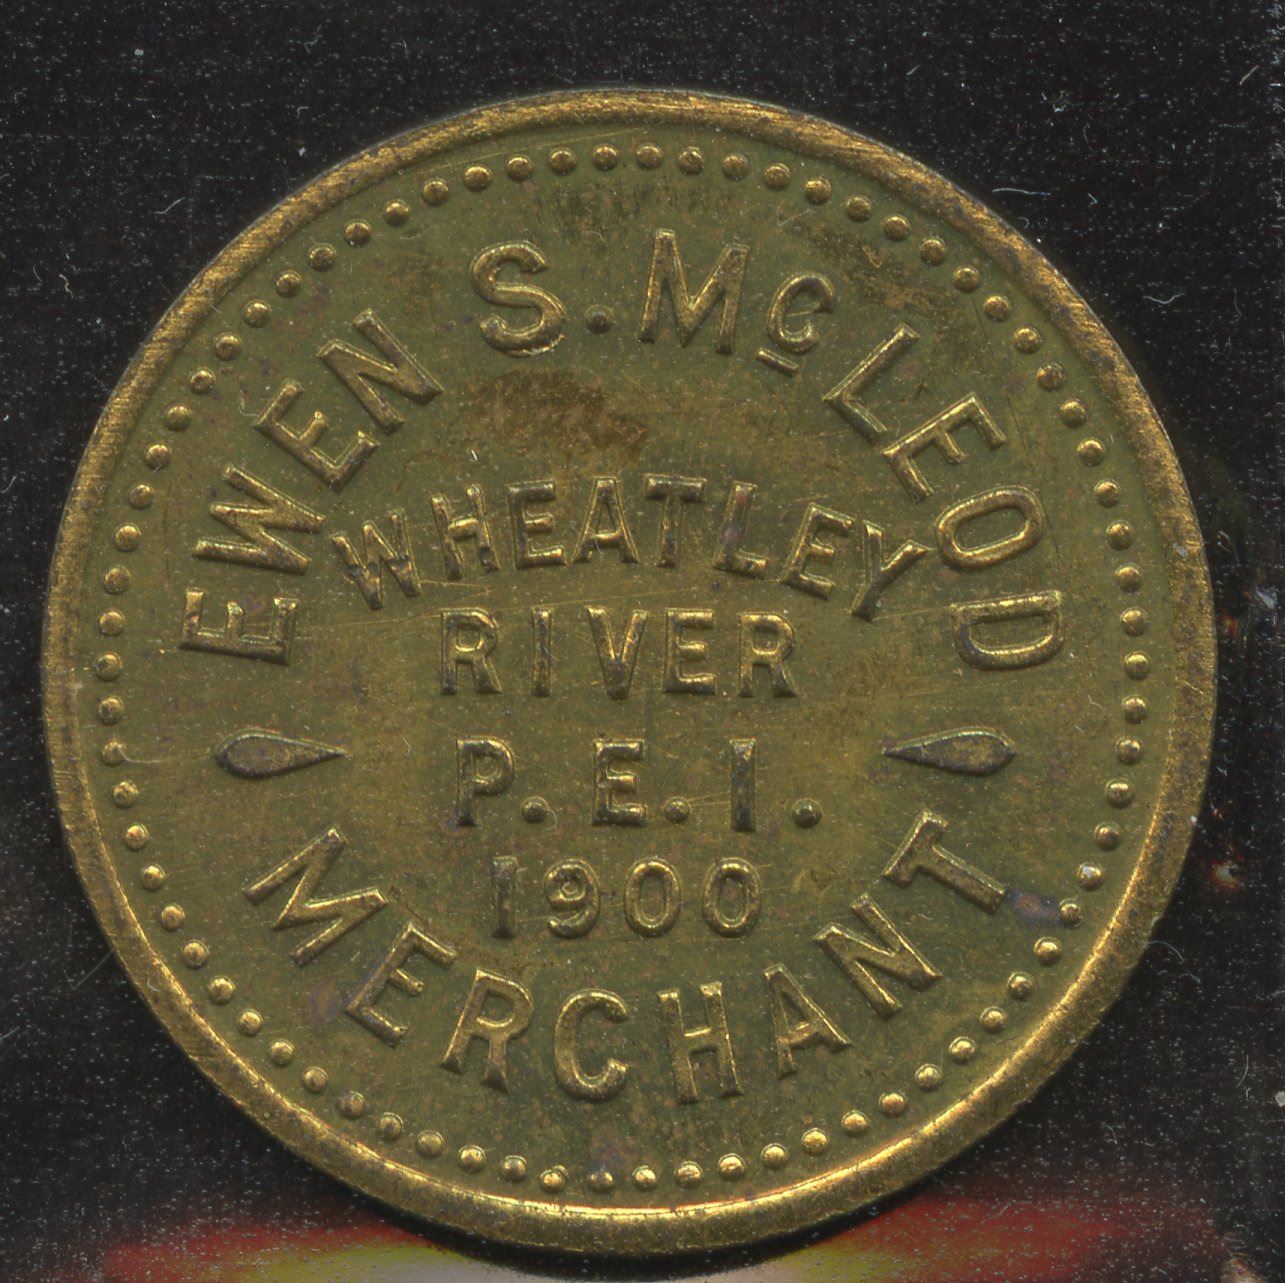 EWEN S. McLEOD
WHEATLEY
RIVER
P.E.I.
1900
MERCHANT